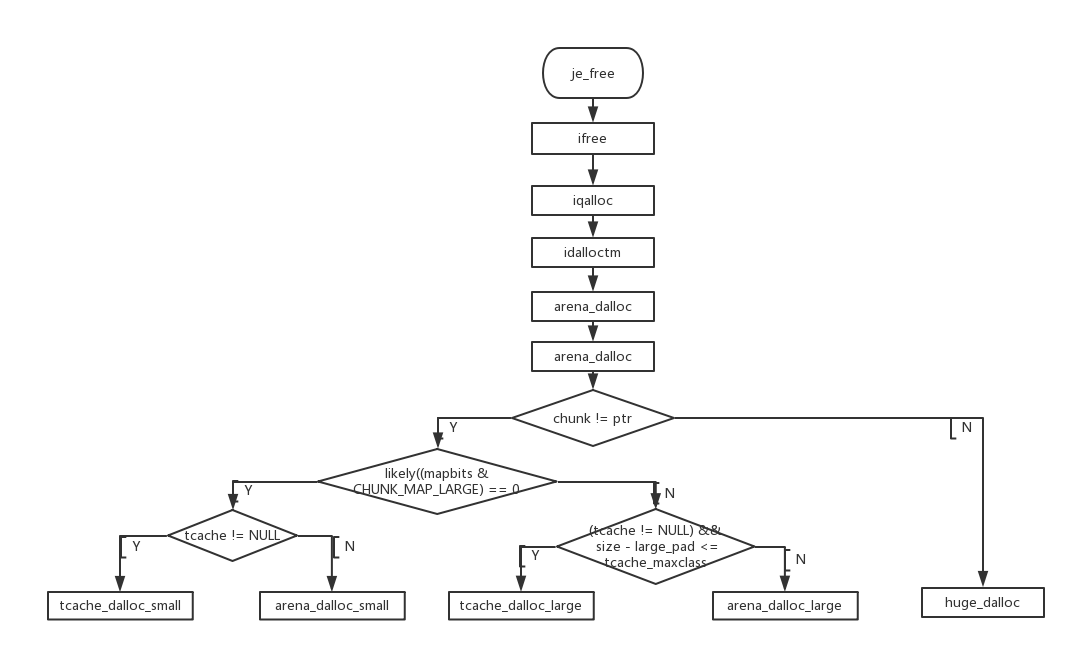 je_free
ifree
iqalloc
idalloctm
arena_dalloc
arena_dalloc
chunk != ptr
Y
N
likely((mapbits &
CHUNK_MAP_LARGE) == 0
Y
N
tcache != NULL
(tcache != NULL) &&
size - large_pad <=
tcache_maxclass
Y
N
Y
N
tcache_dalloc_small
arena_dalloc_small
tcache_dalloc_large
arena_dalloc_large
huge_dalloc